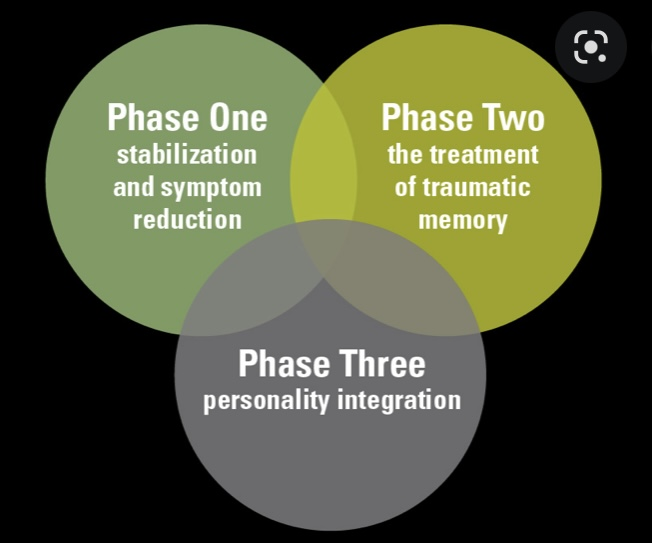 Phase One
stabilization
and symptom
reduction
Phase Two
the treatment
of traumatic
memory
Phase Three
personality integration